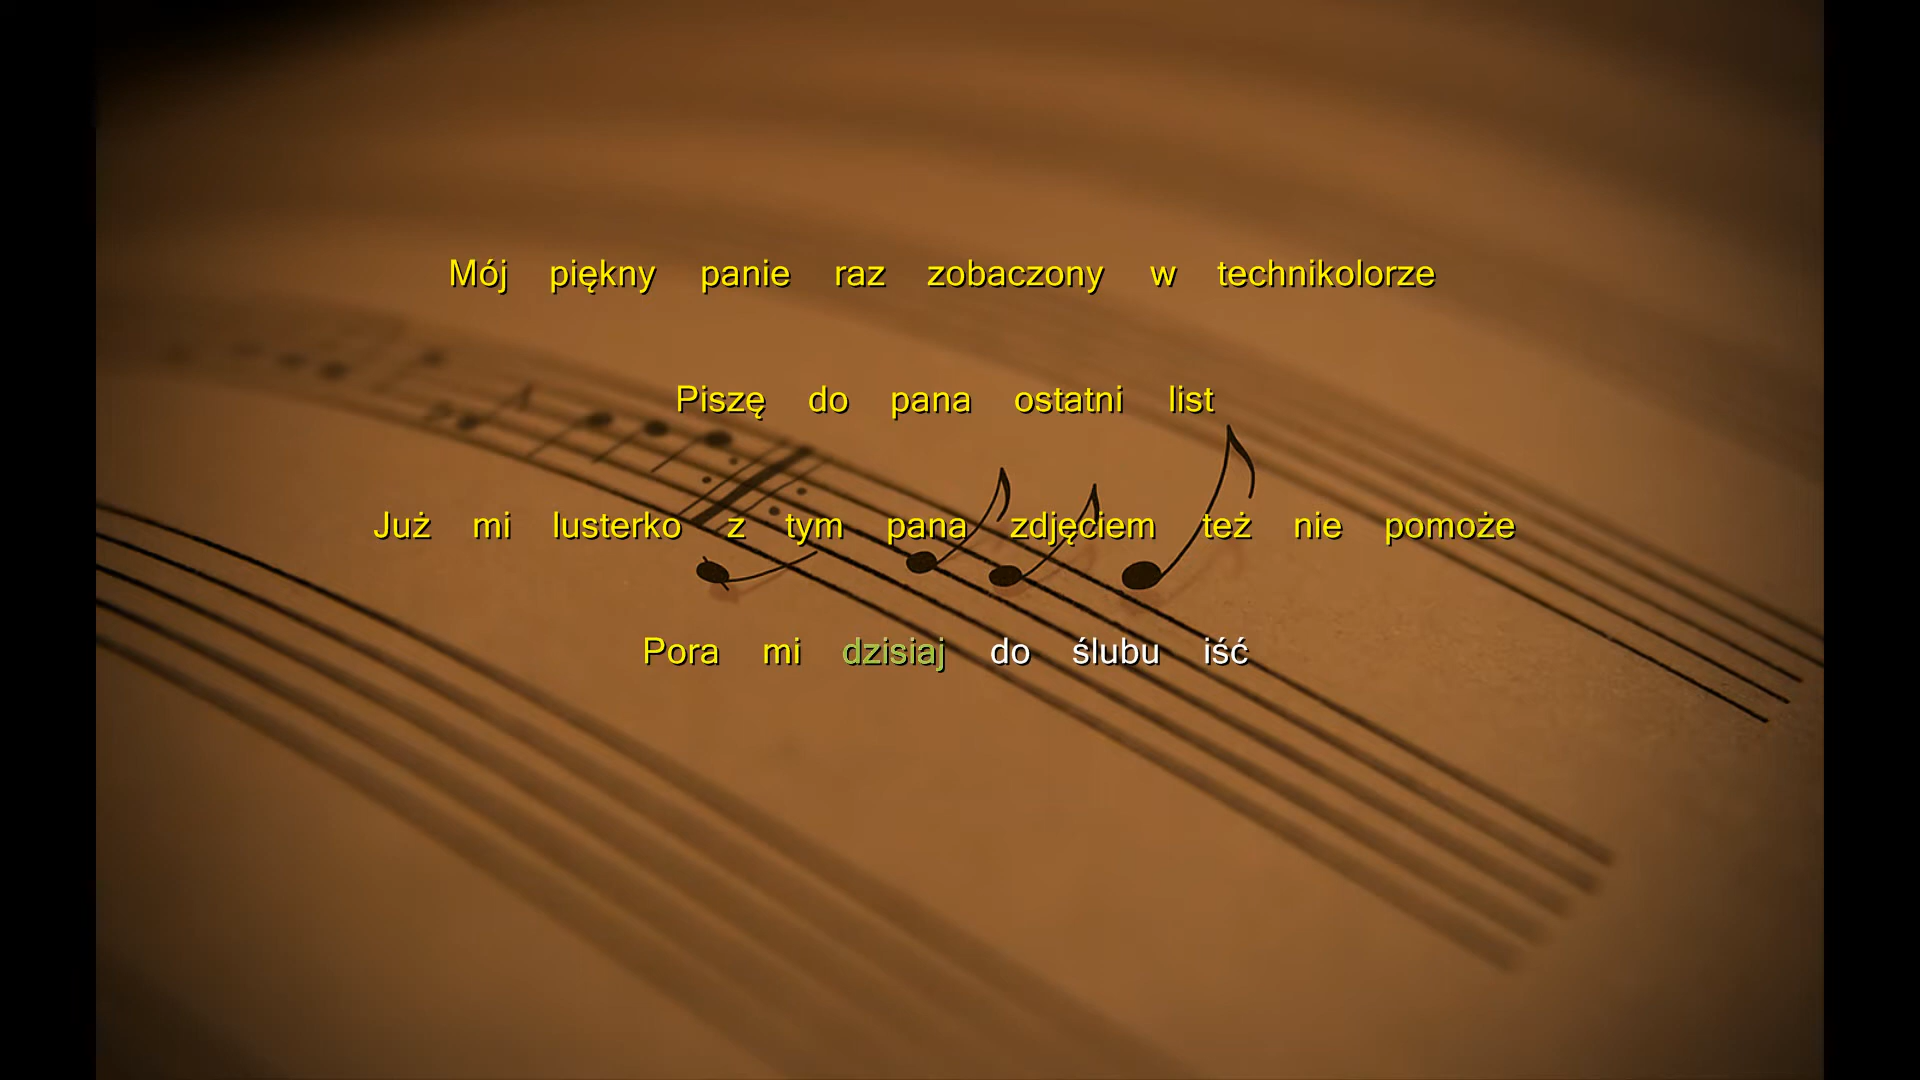 Mój piękny panie raz zobaczony w technikolorze
Piszę do pana ostatni list
Już mi lusterko z tym pana zdjęciem też nie pomoże
Pora mi dzisiaj do ślubu iść